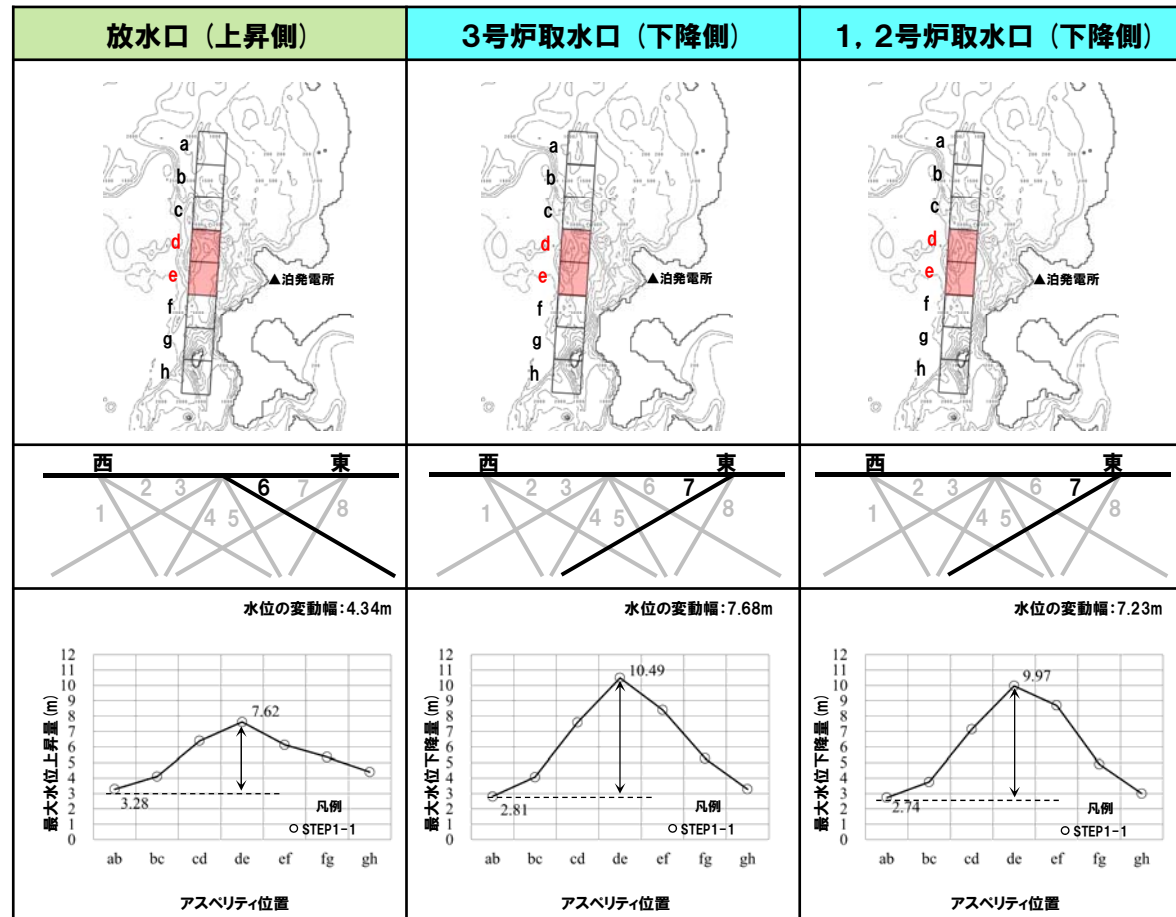 放水口（上昇側）
3号炉取水口（下降側）
1，2号炉取水口（下降側）
a
b
c
d
e
f
g
h
▲泊発電所
a
b
c
d
e
f
g
h
▲泊発電所
a
b
c
d
e
f
g
h
▲泊発電所
西 東
1 2 3 4 5 6 7 8
西 東
1 2 3 4 5 7 6 8
西 東
1 2 3 4 5 7 6 8
水位の変動幅：4.34m
最大水位上昇量(m)
12
11
10
9
8
7
6
5
4
3
2
1
0
7.62
3.28
凡例
○ STEP1-1
ab bc cd de ef fg gh
アスペリティ位置
水位の変動幅：7.68m
最大水位下降量(m)
12
11
10
9
8
7
6
5
4
3
2
1
0
10.49
2.81
凡例
○ STEP1-1
ab bc cd de ef fg gh
アスペリティ位置
水位の変動幅：7.23m
最大水位下降量(m)
12
11
10
9
8
7
6
5
4
3
2
1
0
9.97
2.74
凡例
○ STEP1-1
ab bc cd de ef fg gh
アスペリティ位置